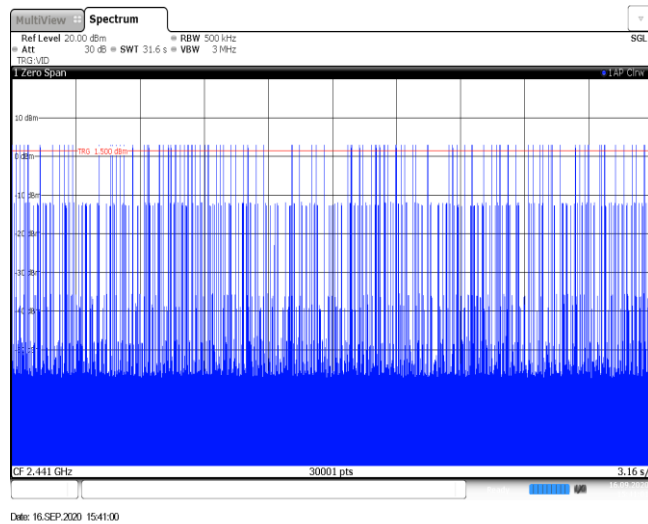 MultiView Spectrum
Ref Level 20.00 dBm RBW 500 kHz SGL
Att 30 dB SWT 31.6 s VBW 3 MHz
TRG:VID
1 Zero Span 1AP Clrw
10 dBm
TRG 1.500 dBm
0 dBm
-10 dBm
-20 dBm
-30 dBm
-40 dBm
CF 2.441 GHz 30001 pts 3.16 s/
16.09.2020
Date: 16.SEP.2020 15:41:00